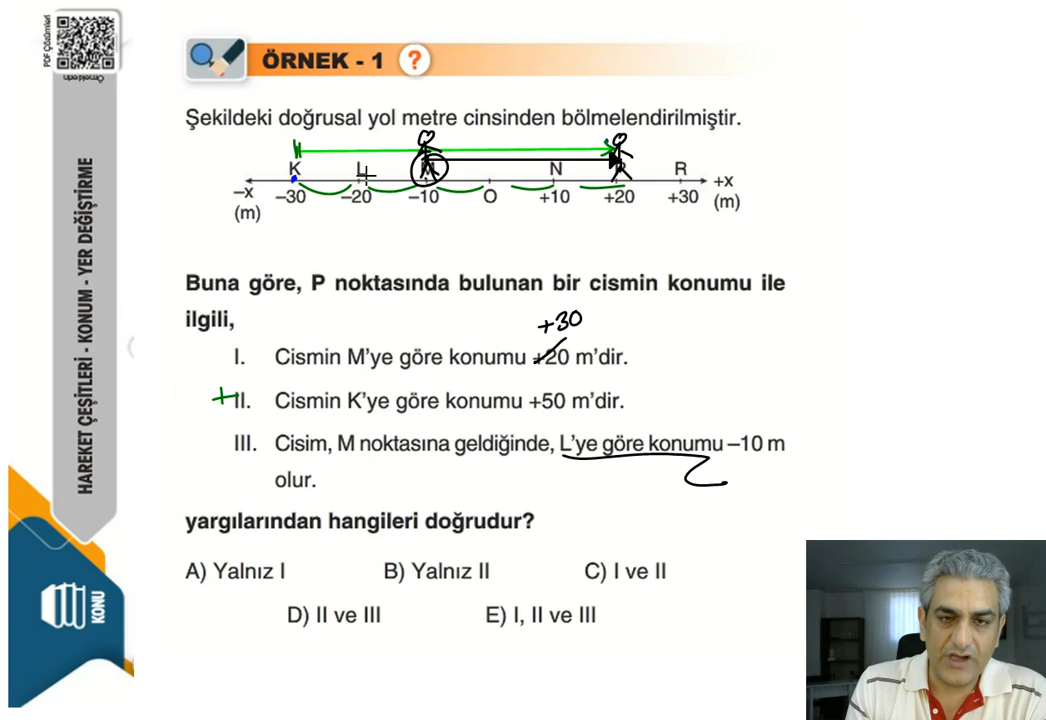 PDF Çözümleri
Örneklerin
ÖRNEK - 1 ?
Şekildeki doğrusal yol metre cinsinden bölmelendirilmiştir.
K L M N P R
–x –30 –20 –10 O +10 +20 +30 +x
(m) (m)
Buna göre, P noktasında bulunan bir cismin konumu ile
ilgili,
+30
I. Cismin M'ye göre konumu +20 m'dir.
+ II. Cismin K'ye göre konumu +50 m'dir.
III. Cisim, M noktasına geldiğinde, L'ye göre konumu –10 m
olur.
yargılarından hangileri doğrudur?
A) Yalnız I B) Yalnız II C) I ve II
D) II ve III E) I, II ve III
HAREKET ÇEŞİTLERİ - KONUM - YER DEĞİŞTİRME
KONU